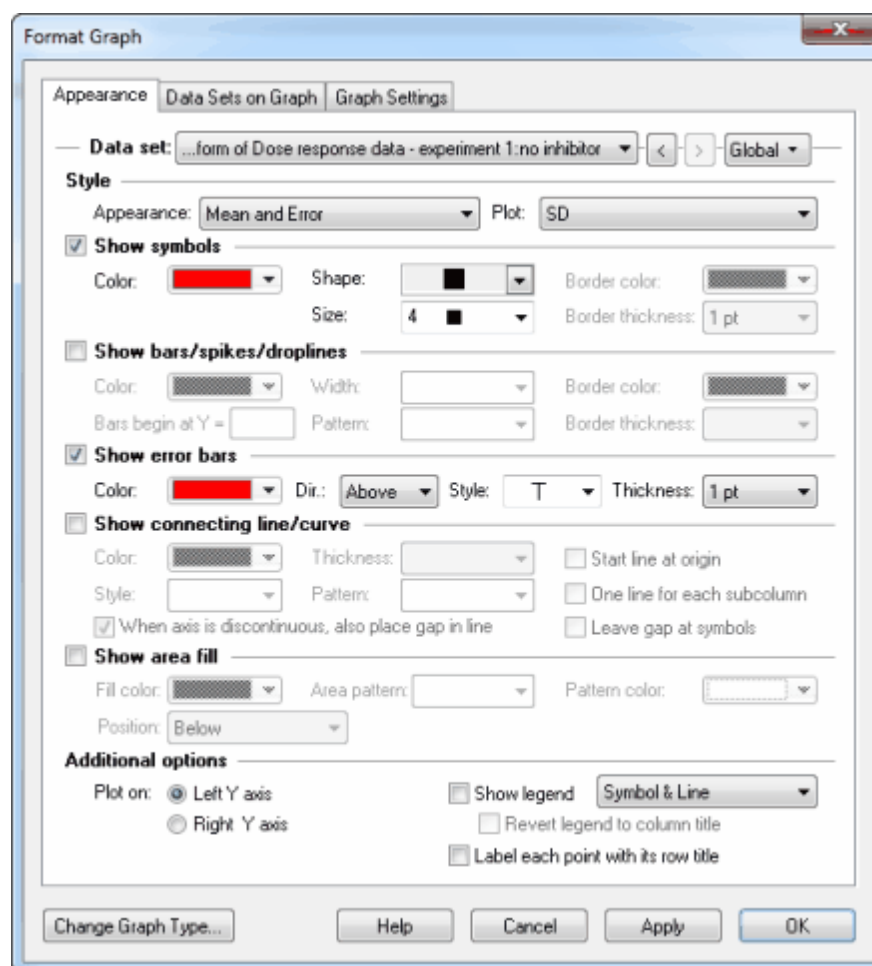 Format Graph
Appearance Data Sets on Graph Graph Settings
Data set: ...form of Dose response data - experiment 1:no inhibitor < > Global
Style
Appearance: Mean and Error Plot: SD
Show symbols
Color: Shape: Border color:
Size: 4 Border thickness: 1 pt
Show bars/spikes/droplines
Color: Width: Border color:
Bars begin at Y = Pattern: Border thickness:
Show error bars
Color: Dir.: Above Style: Thickness: 1 pt
Show connecting line/curve
Color: Thickness: Start line at origin
Style: Pattern: One line for each subcolumn
When axis is discontinuous, also place gap in line Leave gap at symbols
Show area fill
Fill color: Area pattern: Pattern color:
Position: Below
Additional options
Plot on: Left Y axis Show legend Symbol & Line
Right Y axis Revert legend to column title
Label each point with its row title
Change Graph Type... Help Cancel Apply OK